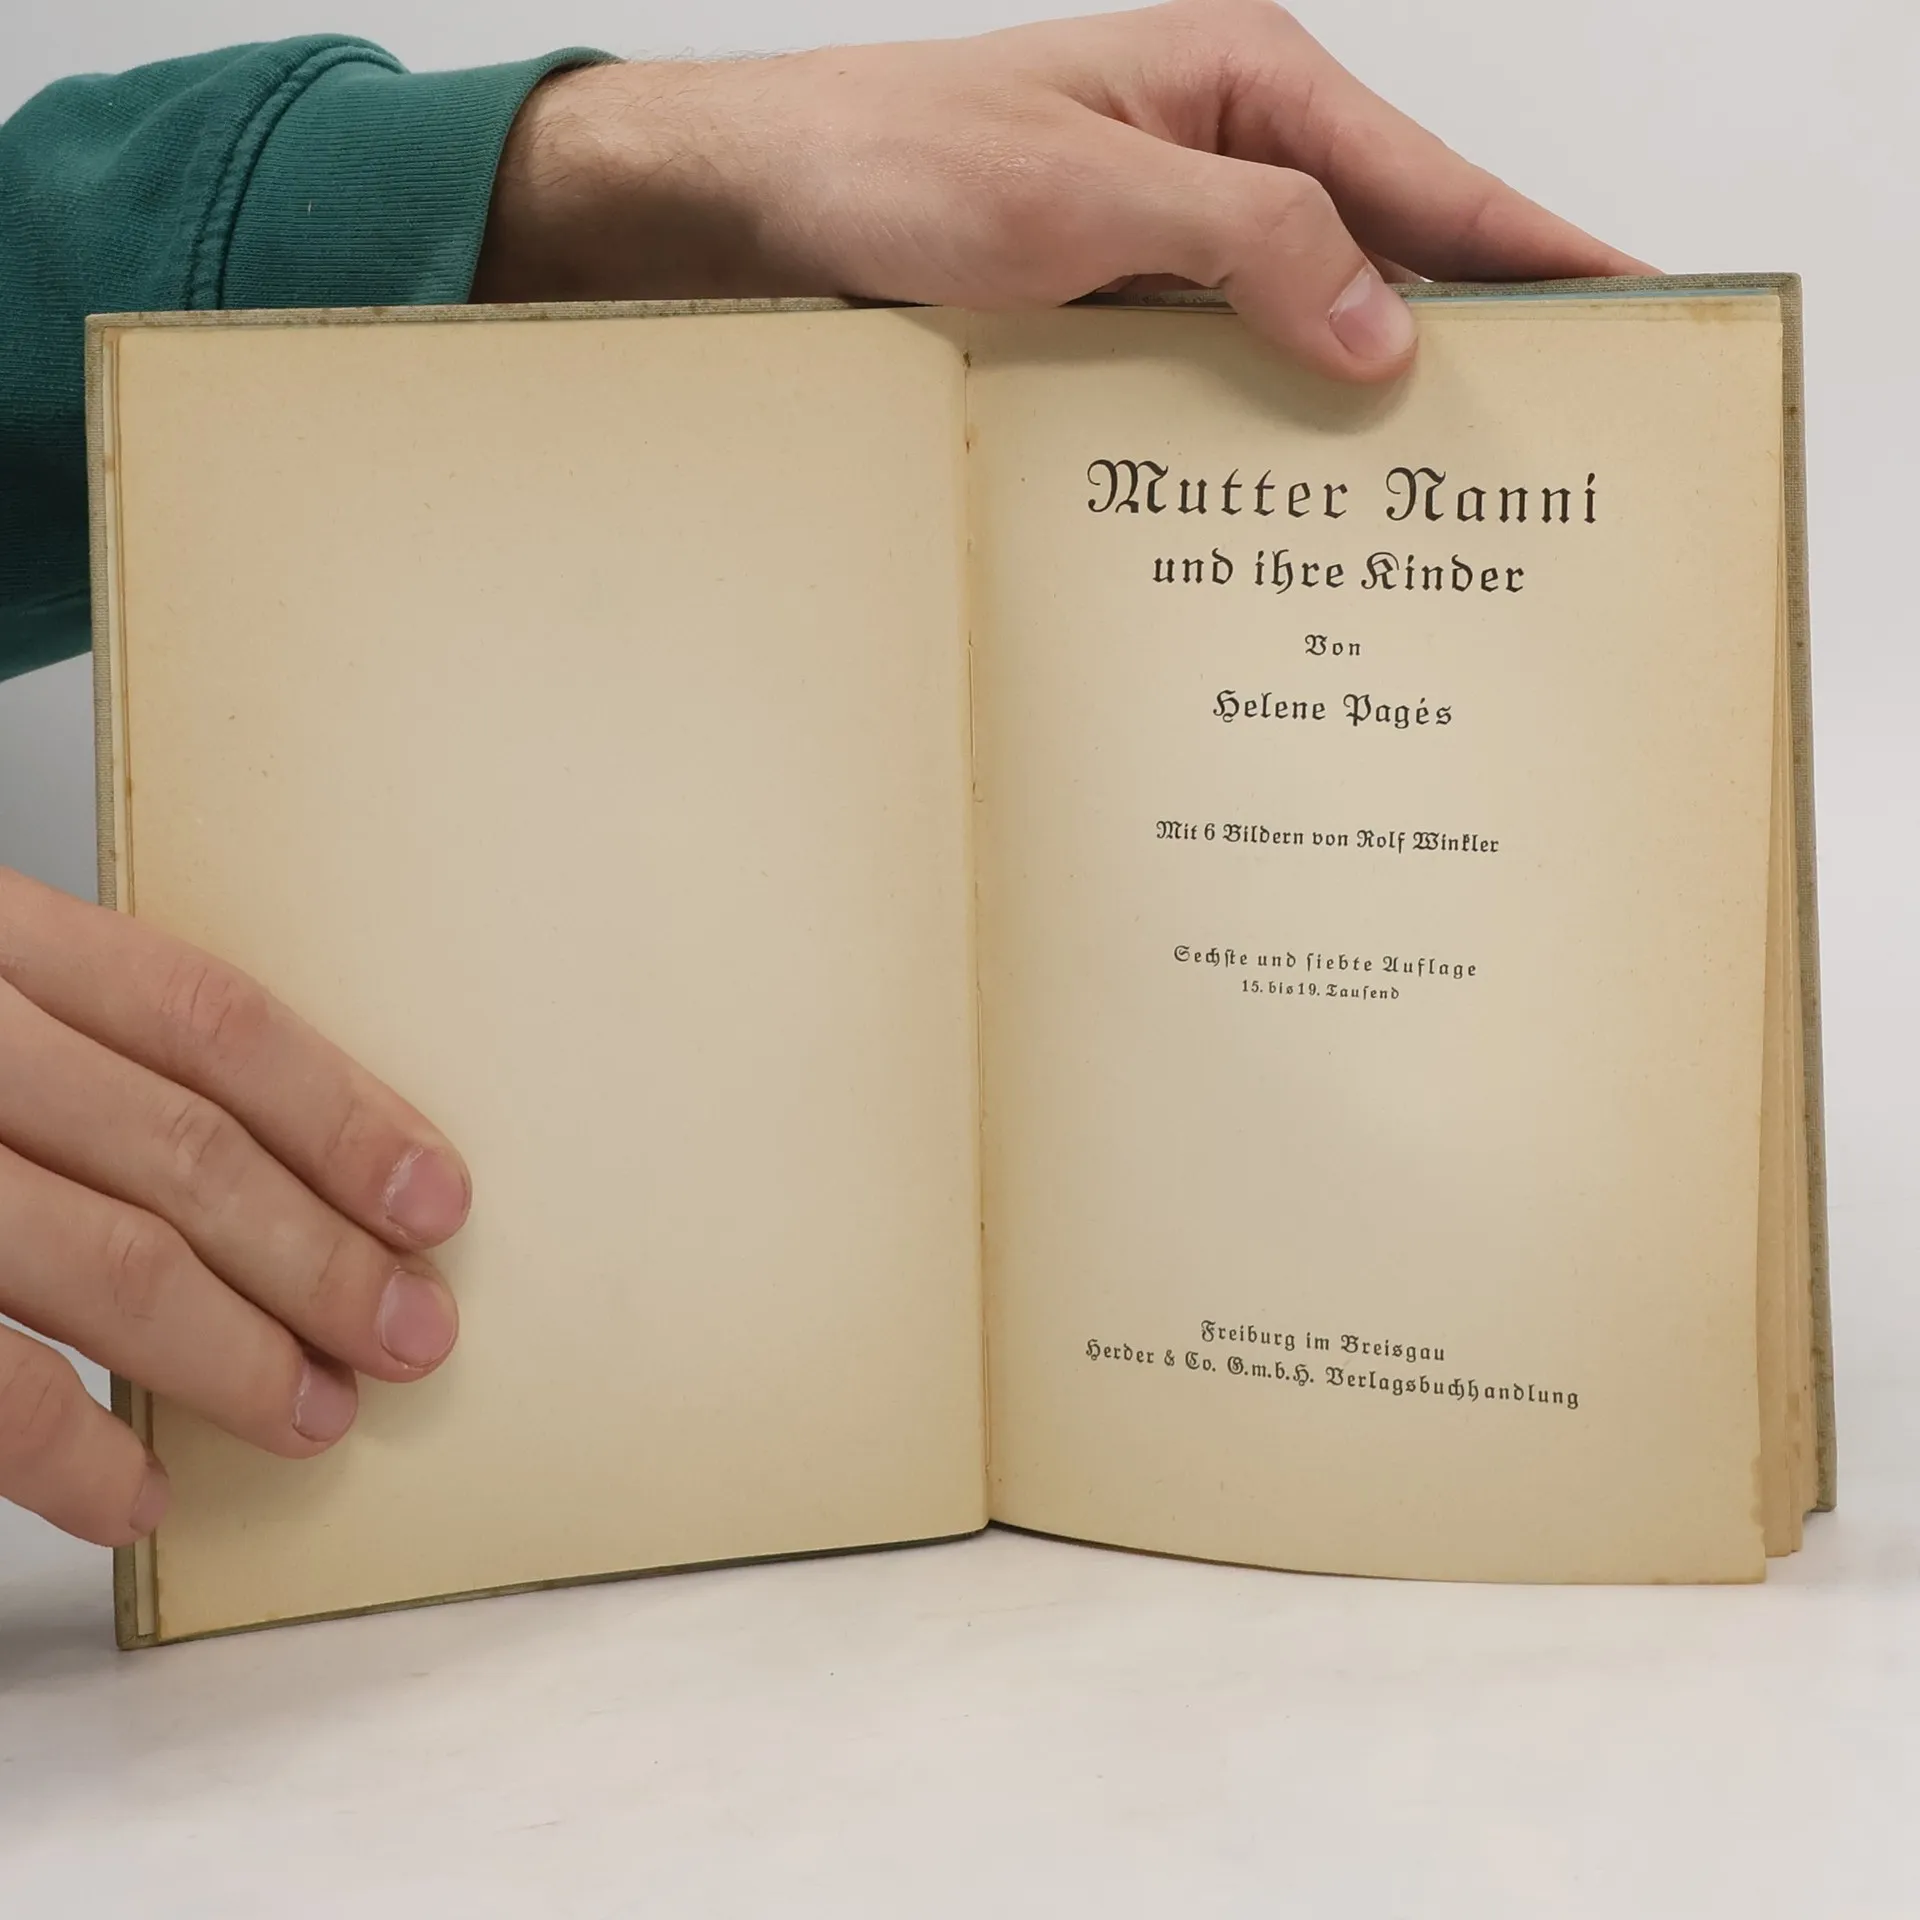 Mutter Nanni
und ihre Kinder
Von
Helene Pagés
Mit 6 Bildern von Rolf Winkler
Sechſte und ſiebte Auflage
15. bis 19. Tauſend
Freiburg im Breisgau
Herder & Co. G.m.b.H. Verlagsbuchhandlung